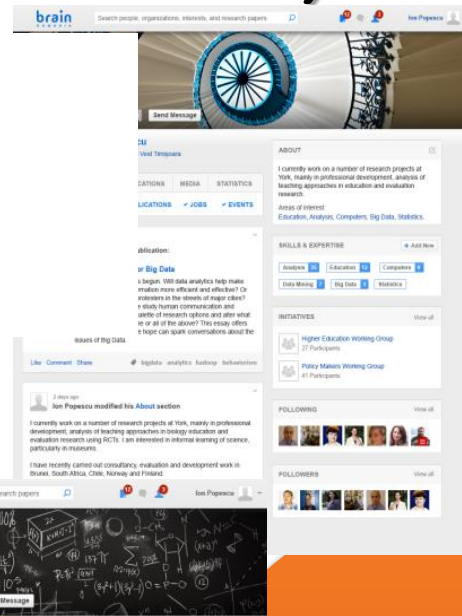 brain
Search people, organizations, interests, and research papers
Ion Popescu
Send Message
cu
Vest Timişoara
CATIONS MEDIA STATISTICS
LICATIONS ✔ JOBS ✔ EVENTS
blication:
or Big Data
s begun. Will data analytics help make
rmation more efficient and effective? Or
rotesters in the streets of major cities?
e study human communication and
alette of research options and alter what
e or all of the above? This essay offers
e hope can spark conversations about the
issues of Big Data.
Like Comment Share
bigdata analytics hadoop behaviorism
2 days ago
Ion Popescu modified his About section
I currently work on a number of research projects at York, mainly in professional
development, analysis of teaching approaches in biology education and
evaluation research using RCTs. I am interested in informal learning of science,
particularly in museums.
I have recently carried out consultancy, evaluation and development work in
Brunei, South Africa, Chile, Norway and Finland.
ABOUT
I currently work on a number of research projects at
York, mainly in professional development, analysis of
teaching approaches in education and evaluation
research.
Areas of interest:
Education, Analysis, Computers, Big Data, Statistics.
SKILLS & EXPERTISE
+ Add New
Analysis
Education
Computers
Data Mining
Big Data
Statistics
INITIATIVES View all
Higher Education Working Group
27 Participants
Policy Makers Working Group
41 Participants
FOLLOWING View all
FOLLOWERS View all
earch papers
Ion Popescu
Message